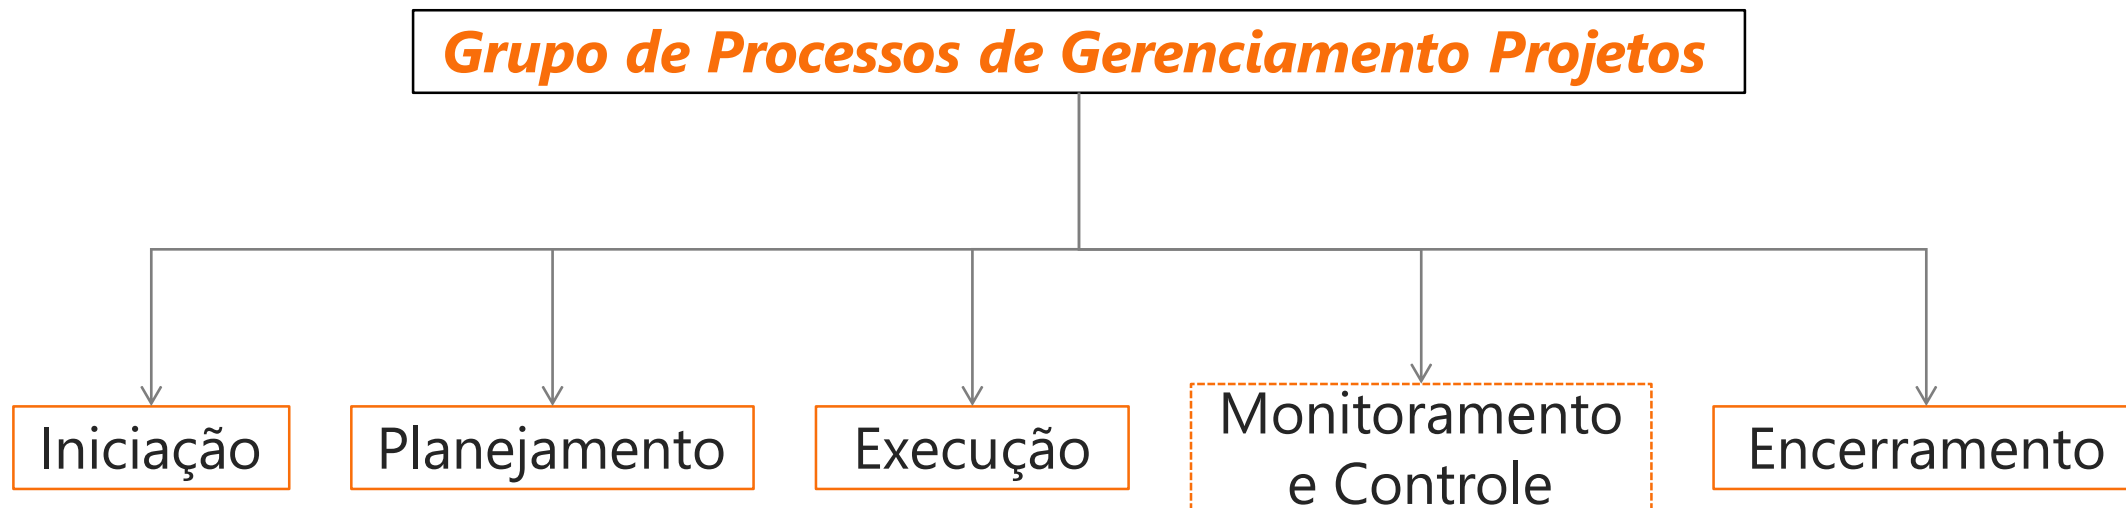 Grupo de Processos de Gerenciamento Projetos
Iniciação
Planejamento
Execução
Monitoramento
e Controle
Encerramento